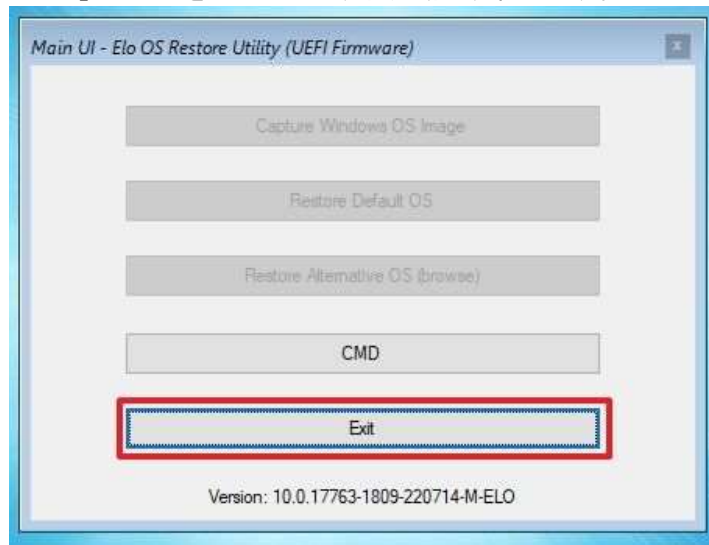 Main UI - Elo OS Restore Utility (UEFI Firmware)
x
Capture Windows OS Image
Restore Default OS
Restore Alternative OS (browse)
CMD
Exit
Version: 10.0.17763-1809-220714-M-ELO